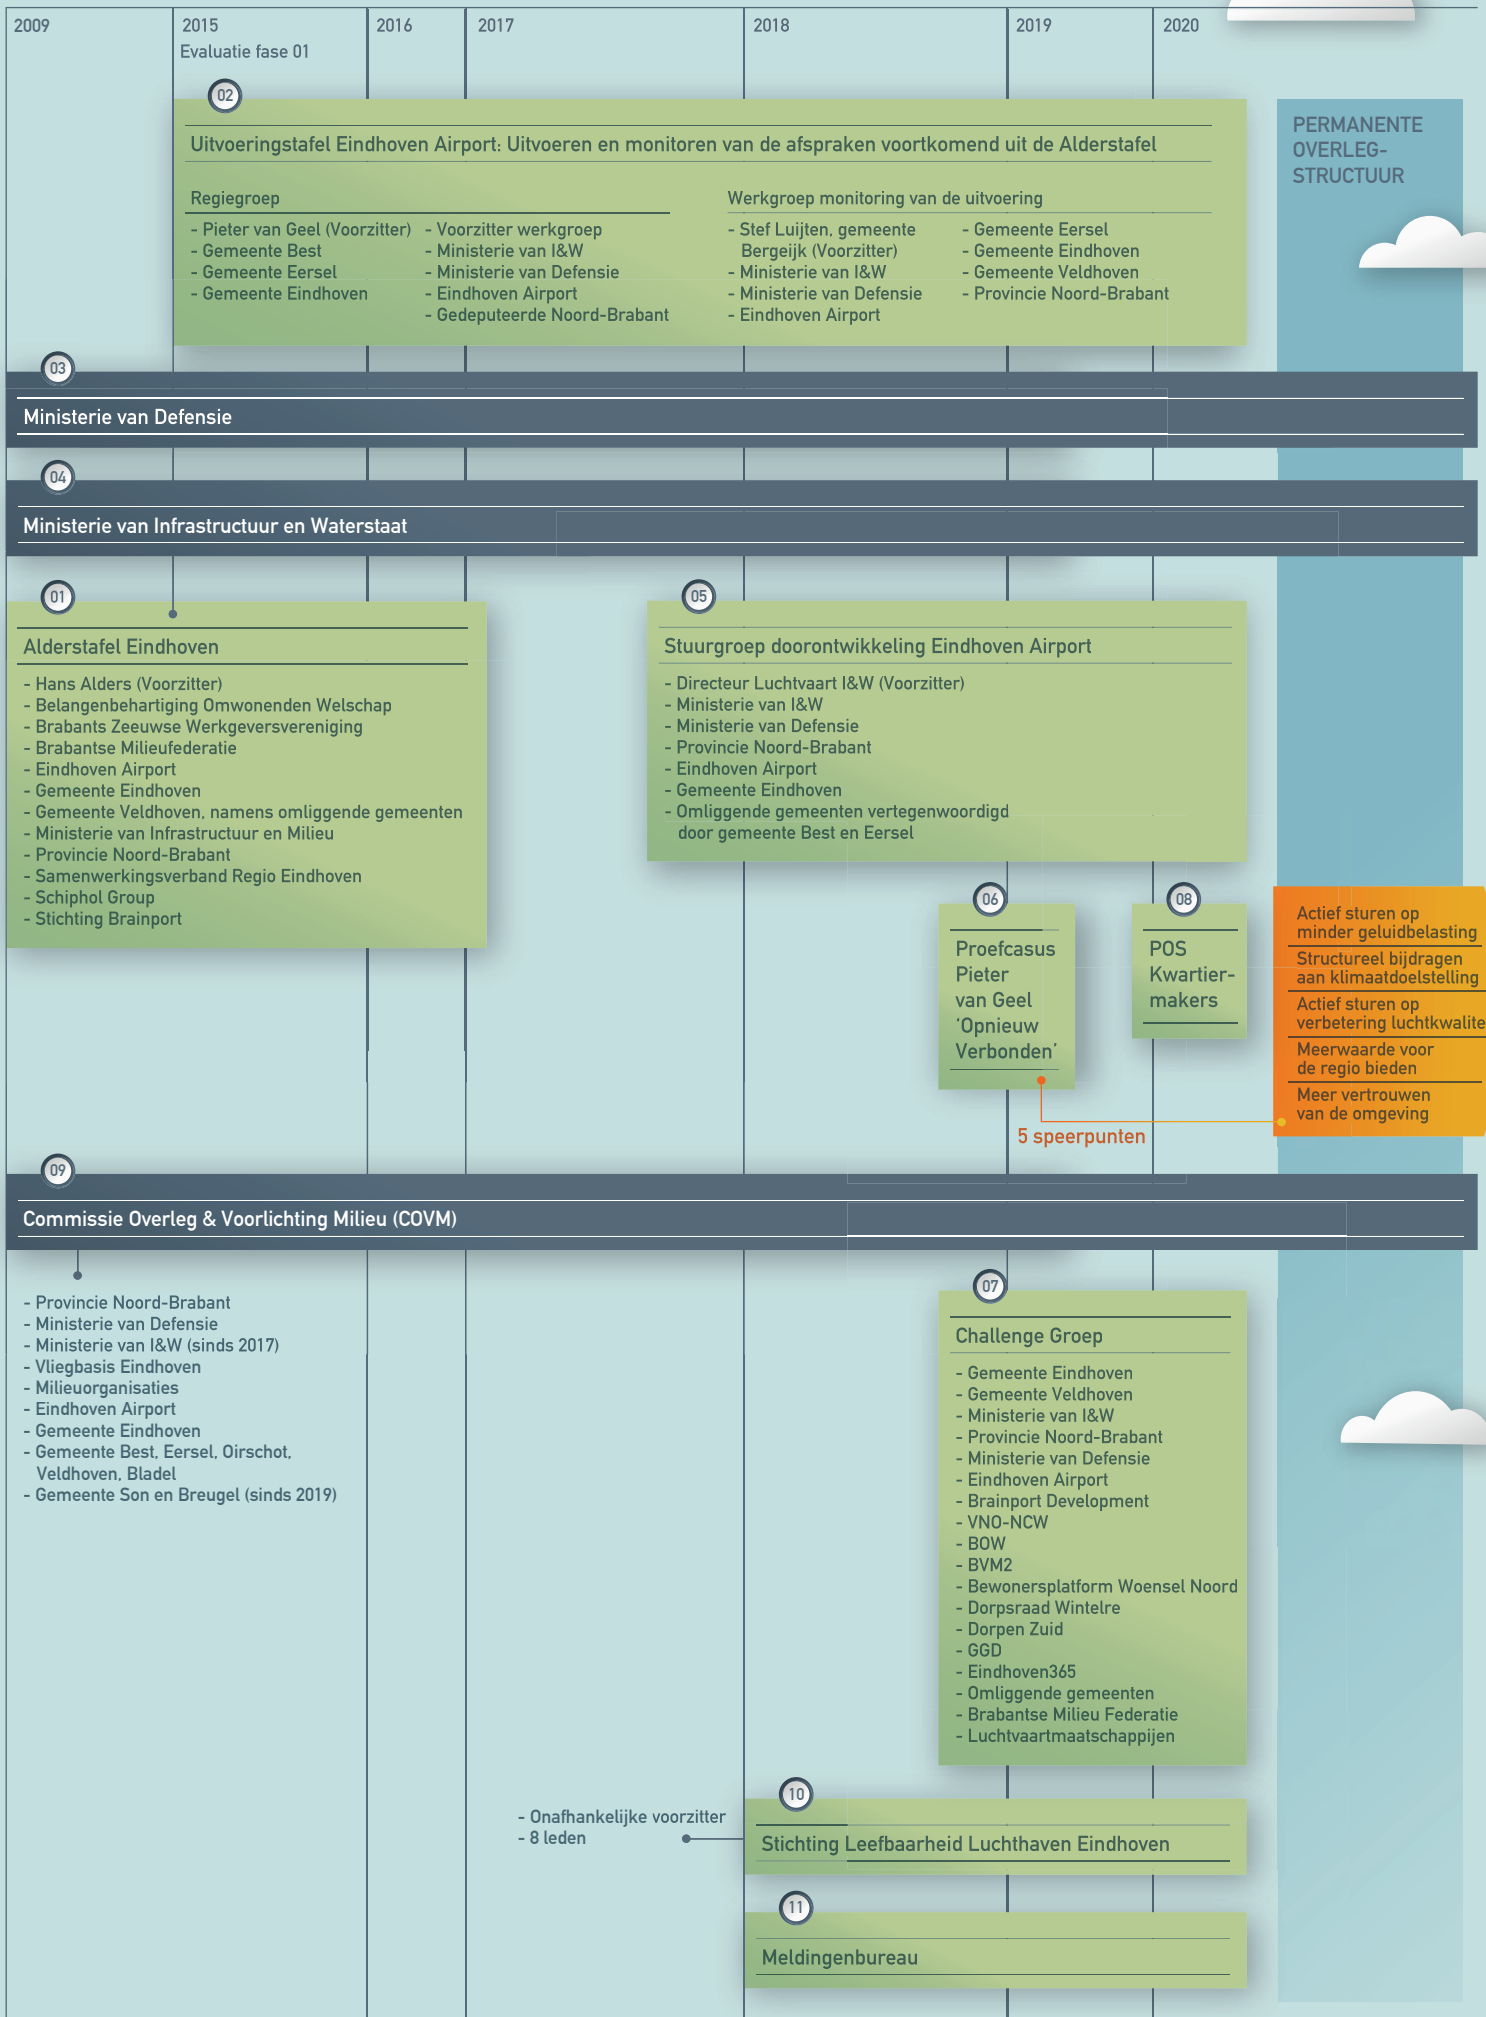 2009
2015
2016
2017
2018
2019
2020
Evaluatie fase 01
02
Uitvoeringstafel Eindhoven Airport: Uitvoeren en monitoren van de afspraken voortkomend uit de Alderstafel
Regiegroep
- Pieter van Geel (Voorzitter)
- Gemeente Best
- Gemeente Eersel
- Gemeente Eindhoven
- Voorzitter werkgroep
- Ministerie van I&W
- Ministerie van Defensie
- Eindhoven Airport
- Gedeputeerde Noord-Brabant
Werkgroep monitoring van de uitvoering
- Stef Luijten, gemeente
Bergeijk (Voorzitter)
- Ministerie van I&W
- Ministerie van Defensie
- Eindhoven Airport
- Gemeente Eersel
- Gemeente Eindhoven
- Gemeente Veldhoven
- Provincie Noord-Brabant
PERMANENTE
OVERLEG-
STRUCTUUR
03
Ministerie van Defensie
04
Ministerie van Infrastructuur en Waterstaat
01
Alderstafel Eindhoven
- Hans Alders (Voorzitter)
- Belangenbehartiging Omwonenden Welschap
- Brabants Zeeuwse Werkgeversvereniging
- Brabantse Milieufederatie
- Eindhoven Airport
- Gemeente Eindhoven
- Gemeente Veldhoven, namens omliggende gemeenten
- Ministerie van Infrastructuur en Milieu
- Provincie Noord-Brabant
- Samenwerkingsverband Regio Eindhoven
- Schiphol Group
- Stichting Brainport
05
Stuurgroep doorontwikkeling Eindhoven Airport
- Directeur Luchtvaart I&W (Voorzitter)
- Ministerie van I&W
- Ministerie van Defensie
- Provincie Noord-Brabant
- Eindhoven Airport
- Gemeente Eindhoven
- Omliggende gemeenten vertegenwoordigd
door gemeente Best en Eersel
06
Proefcasus
Pieter
van Geel
‘Opnieuw
Verbonden’
08
POS
Kwartier-
makers
Actief sturen op
minder geluidbelasting
Structureel bijdragen
aan klimaatdoelstelling
Actief sturen op
verbetering luchtkwalite
Meerwaarde voor
de regio bieden
Meer vertrouwen
van de omgeving
5 speerpunten
09
Commissie Overleg & Voorlichting Milieu (COVM)
- Provincie Noord-Brabant
- Ministerie van Defensie
- Ministerie van I&W (sinds 2017)
- Vliegbasis Eindhoven
- Milieuorganisaties
- Eindhoven Airport
- Gemeente Eindhoven
- Gemeente Best, Eersel, Oirschot,
Veldhoven, Bladel
- Gemeente Son en Breugel (sinds 2019)
07
Challenge Groep
- Gemeente Eindhoven
- Gemeente Veldhoven
- Ministerie van I&W
- Provincie Noord-Brabant
- Ministerie van Defensie
- Eindhoven Airport
- Brainport Development
- VNO-NCW
- BOW
- BVM2
- Bewonersplatform Woensel Noord
- Dorpsraad Wintelre
- Dorpen Zuid
- GGD
- Eindhoven365
- Omliggende gemeenten
- Brabantse Milieu Federatie
- Luchtvaartmaatschappijen
- Onafhankelijke voorzitter
- 8 leden
10
Stichting Leefbaarheid Luchthaven Eindhoven
11
Meldingenbureau